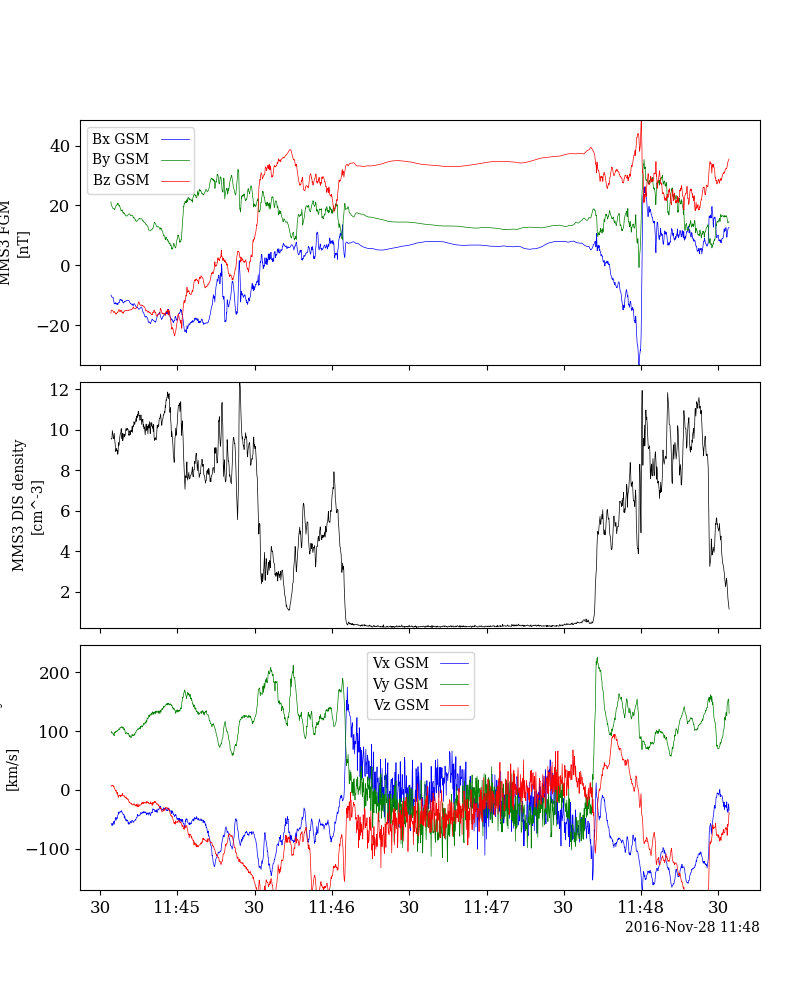 MMS3 FGM
[nT]
40
20
0
−20
Bx GSM
By GSM
Bz GSM
MMS3 DIS density
[cm^-3]
12
10
8
6
4
2
[km/s]
200
100
0
−100
Vx GSM
Vy GSM
Vz GSM
30 11:45 30 11:46 30 11:47 30 11:48 30
2016-Nov-28 11:48